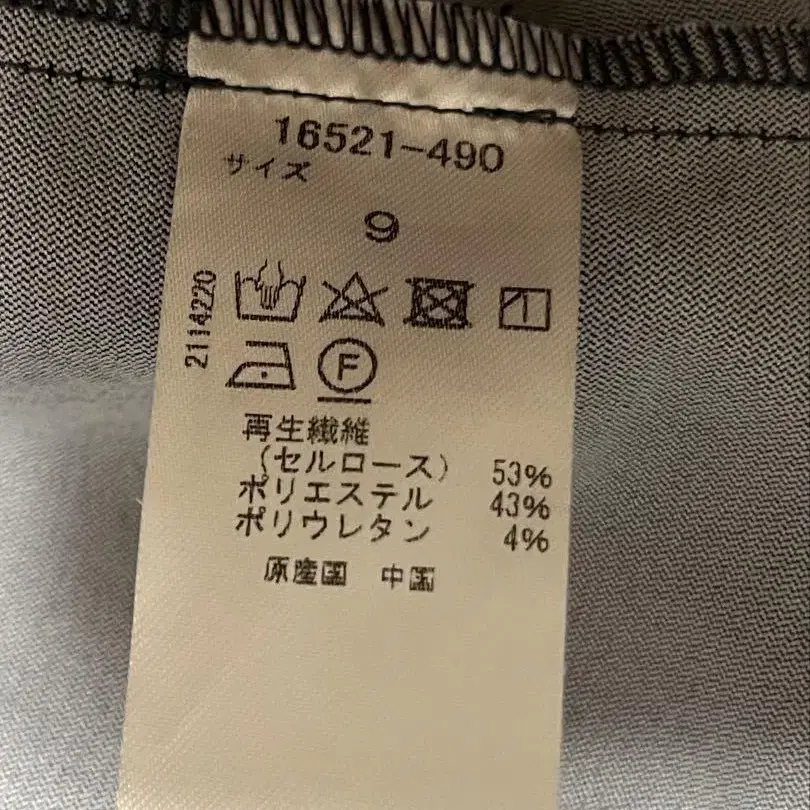 16521-490
サイズ
9
2114220
F
再生繊維
(セルロース) 53%
ポリエステル 43%
ポリウレタン 4%
原産国 中国